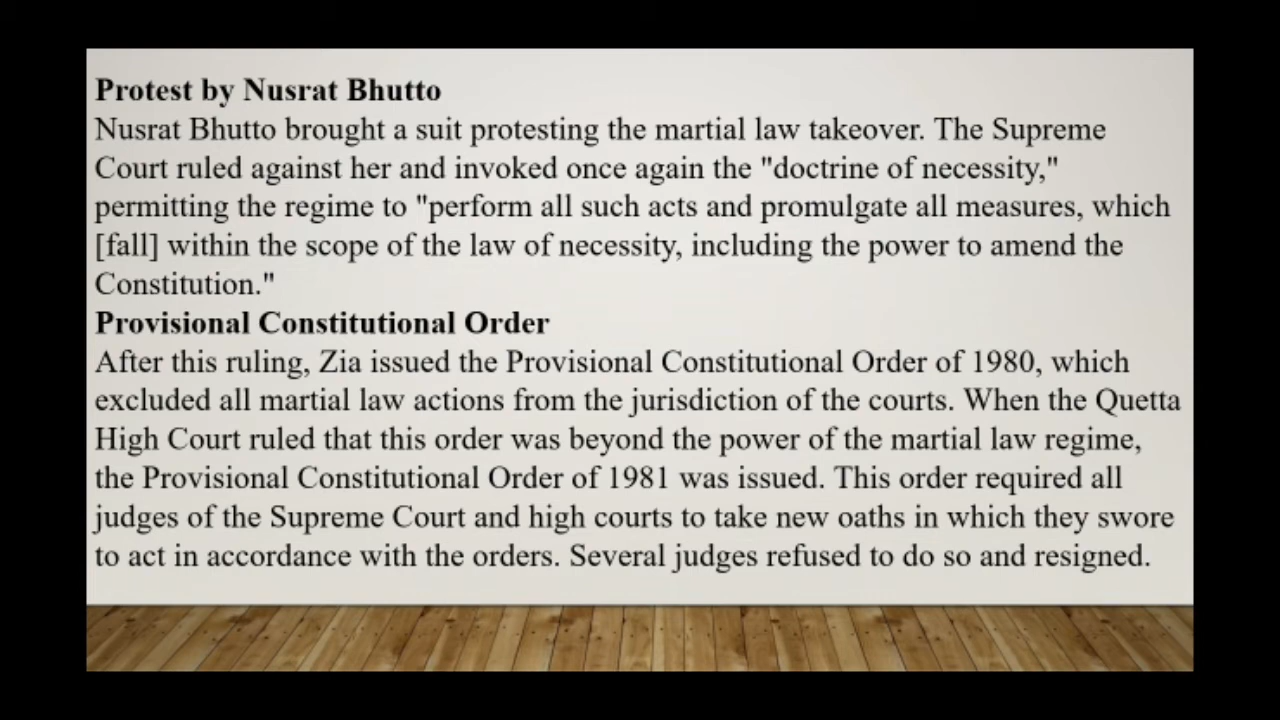 Protest by Nusrat Bhutto
Nusrat Bhutto brought a suit protesting the martial law takeover. The Supreme
Court ruled against her and invoked once again the "doctrine of necessity,"
permitting the regime to "perform all such acts and promulgate all measures, which
[fall] within the scope of the law of necessity, including the power to amend the
Constitution."
Provisional Constitutional Order
After this ruling, Zia issued the Provisional Constitutional Order of 1980, which
excluded all martial law actions from the jurisdiction of the courts. When the Quetta
High Court ruled that this order was beyond the power of the martial law regime,
the Provisional Constitutional Order of 1981 was issued. This order required all
judges of the Supreme Court and high courts to take new oaths in which they swore
to act in accordance with the orders. Several judges refused to do so and resigned.